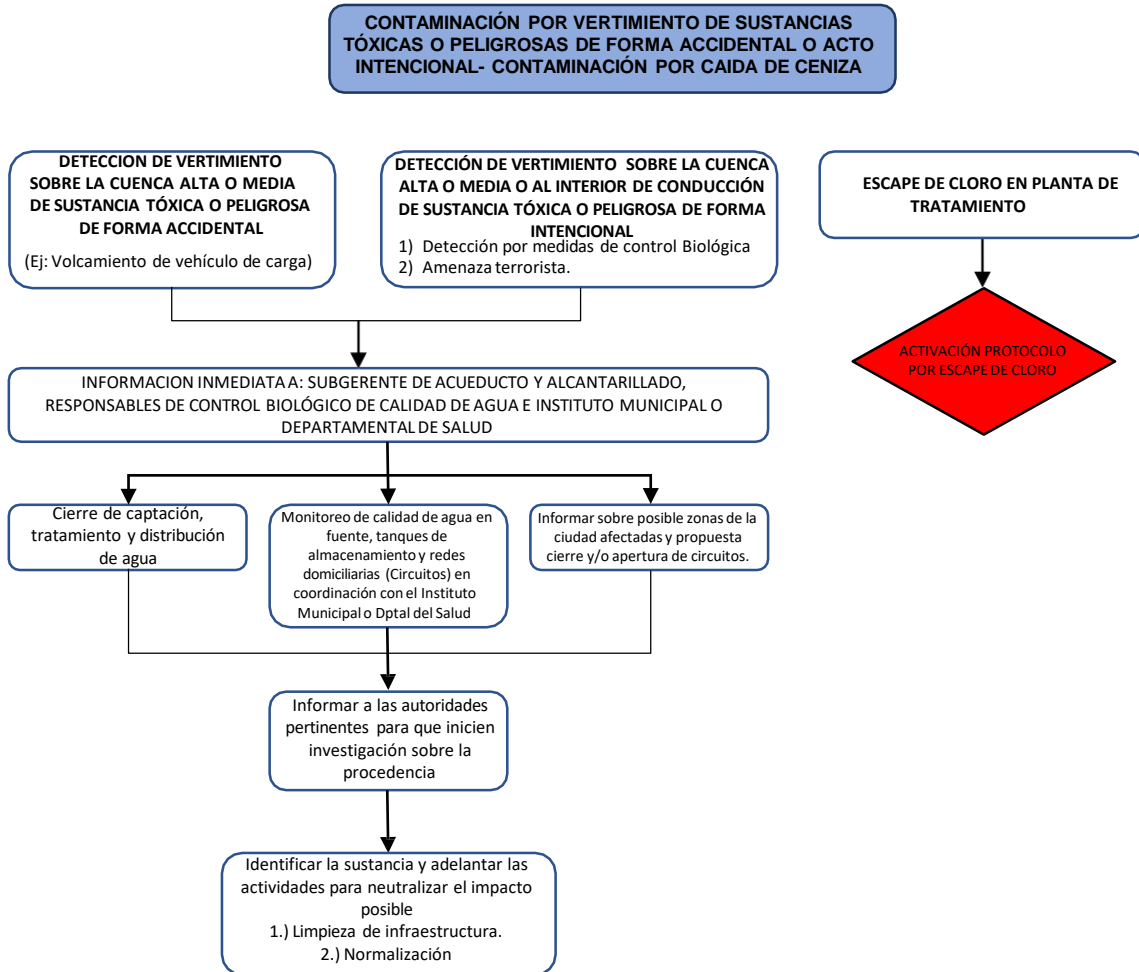 CONTAMINACIÓN POR VERTIMIENTO DE SUSTANCIAS
TÓXICAS O PELIGROSAS DE FORMA ACCIDENTAL O ACTO
INTENCIONAL- CONTAMINACIÓN POR CAIDA DE CENIZA
DETECCION DE VERTIMIENTO
SOBRE LA CUENCA ALTA O MEDIA
DE SUSTANCIA TÓXICA O PELIGROSA
DE FORMA ACCIDENTAL
(Ej: Volcamiento de vehículo de carga)
DETECCIÓN DE VERTIMIENTO SOBRE LA CUENCA
ALTA O MEDIA O AL INTERIOR DE CONDUCCIÓN
DE SUSTANCIA TÓXICA O PELIGROSA DE FORMA
INTENCIONAL
1) Detección por medidas de control Biológica
2) Amenaza terrorista.
ESCAPE DE CLORO EN PLANTA DE
TRATAMIENTO
ACTIVACIÓN PROTOCOLO
POR ESCAPE DE CLORO
INFORMACION INMEDIATA A: SUBGERENTE DE ACUEDUCTO Y ALCANTARILLADO,
RESPONSABLES DE CONTROL BIOLÓGICO DE CALIDAD DE AGUA E INSTITUTO MUNICIPAL O
DEPARTAMENTAL DE SALUD
Cierre de captación,
tratamiento y distribución
de agua
Monitoreo de calidad de agua en
fuente, tanques de
almacenamiento y redes
domiciliarias (Circuitos) en
coordinación con el Instituto
Municipal o Dptal del Salud
Informar sobre posible zonas de la
ciudad afectadas y propuesta
cierre y/o apertura de circuitos.
Informar a las autoridades
pertinentes para que inicien
investigación sobre la
procedencia
Identificar la sustancia y adelantar las
actividades para neutralizar el impacto
posible
1.) Limpieza de infraestructura.
2.) Normalización